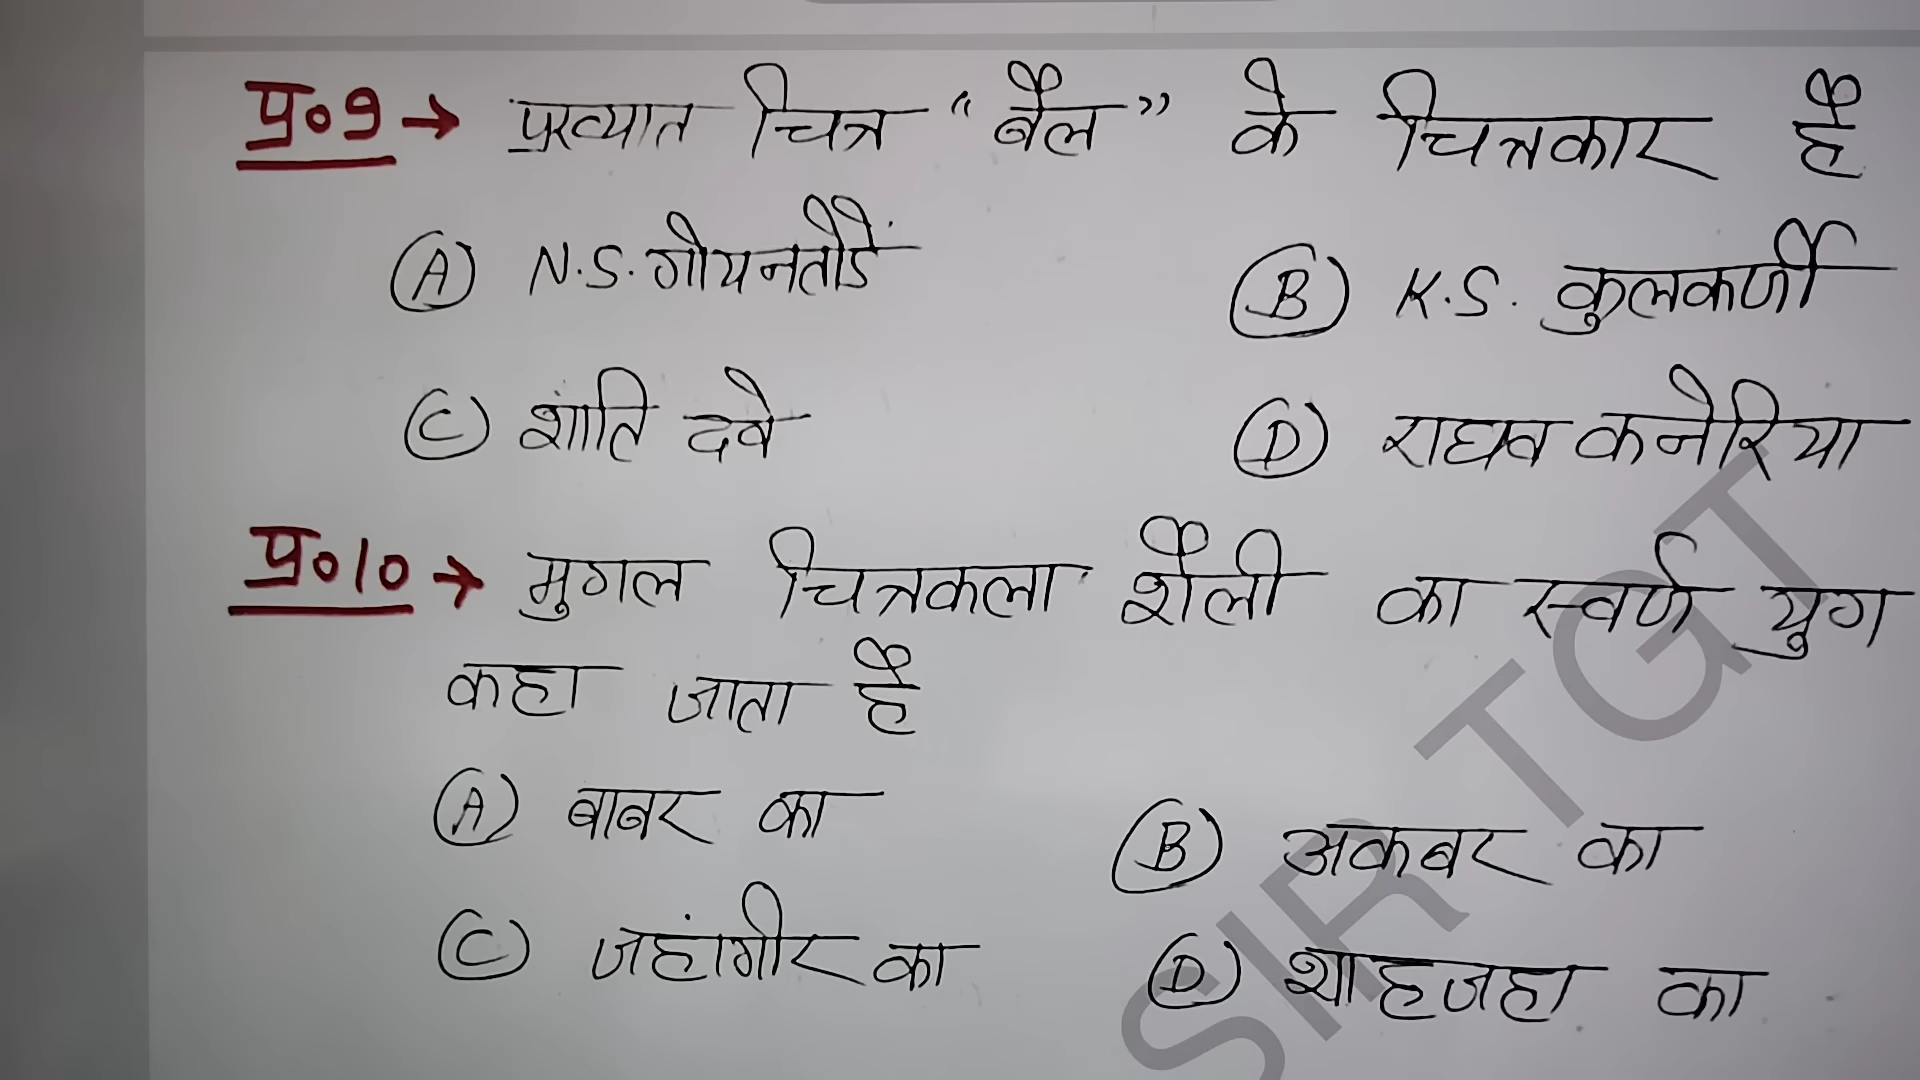 प्र०9 → प्रख्यात चित्र “बैल” के चित्रकार है
(A) N.S. गोयनतोडें (B) K.S. कुलकर्णी
(C) शांति दवे (D) राघव कनेरिया
प्र०10 → मुगल चित्रकला शैली का स्वर्ण युग
कहा जाता है
(A) बाबर का (B) अकबर का
(C) जहांगीर का (D) शाहजहा का
SIR TGT